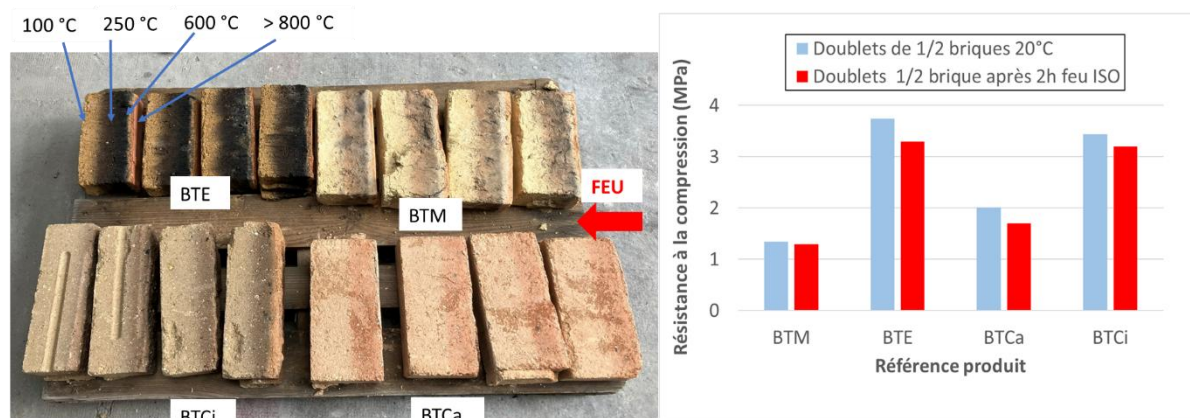 100 °C
250 °C
600 °C
> 800 °C
BTE
BTM
FEU
BTCi
BTCa
Doublets de 1/2 briques 20°C
Doublets 1/2 brique après 2h feu ISO
Résistance à la compression (MPa)
4
3
2
1
0
BTM
BTE
BTCa
BTCi
Référence produit